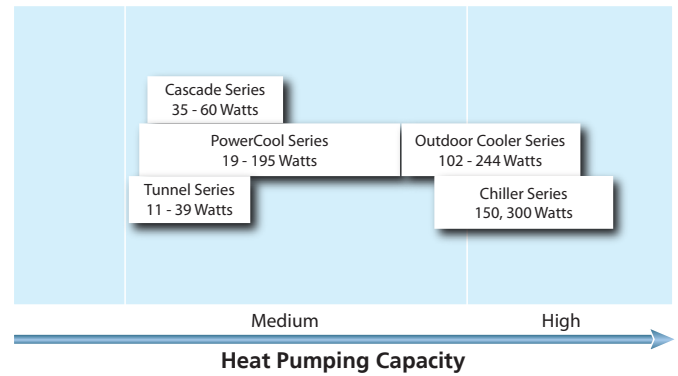 Cascade Series
35 - 60 Watts
PowerCool Series
19 - 195 Watts
Outdoor Cooler Series
102 - 244 Watts
Tunnel Series
11 - 39 Watts
Chiller Series
150, 300 Watts
Medium
High
Heat Pumping Capacity